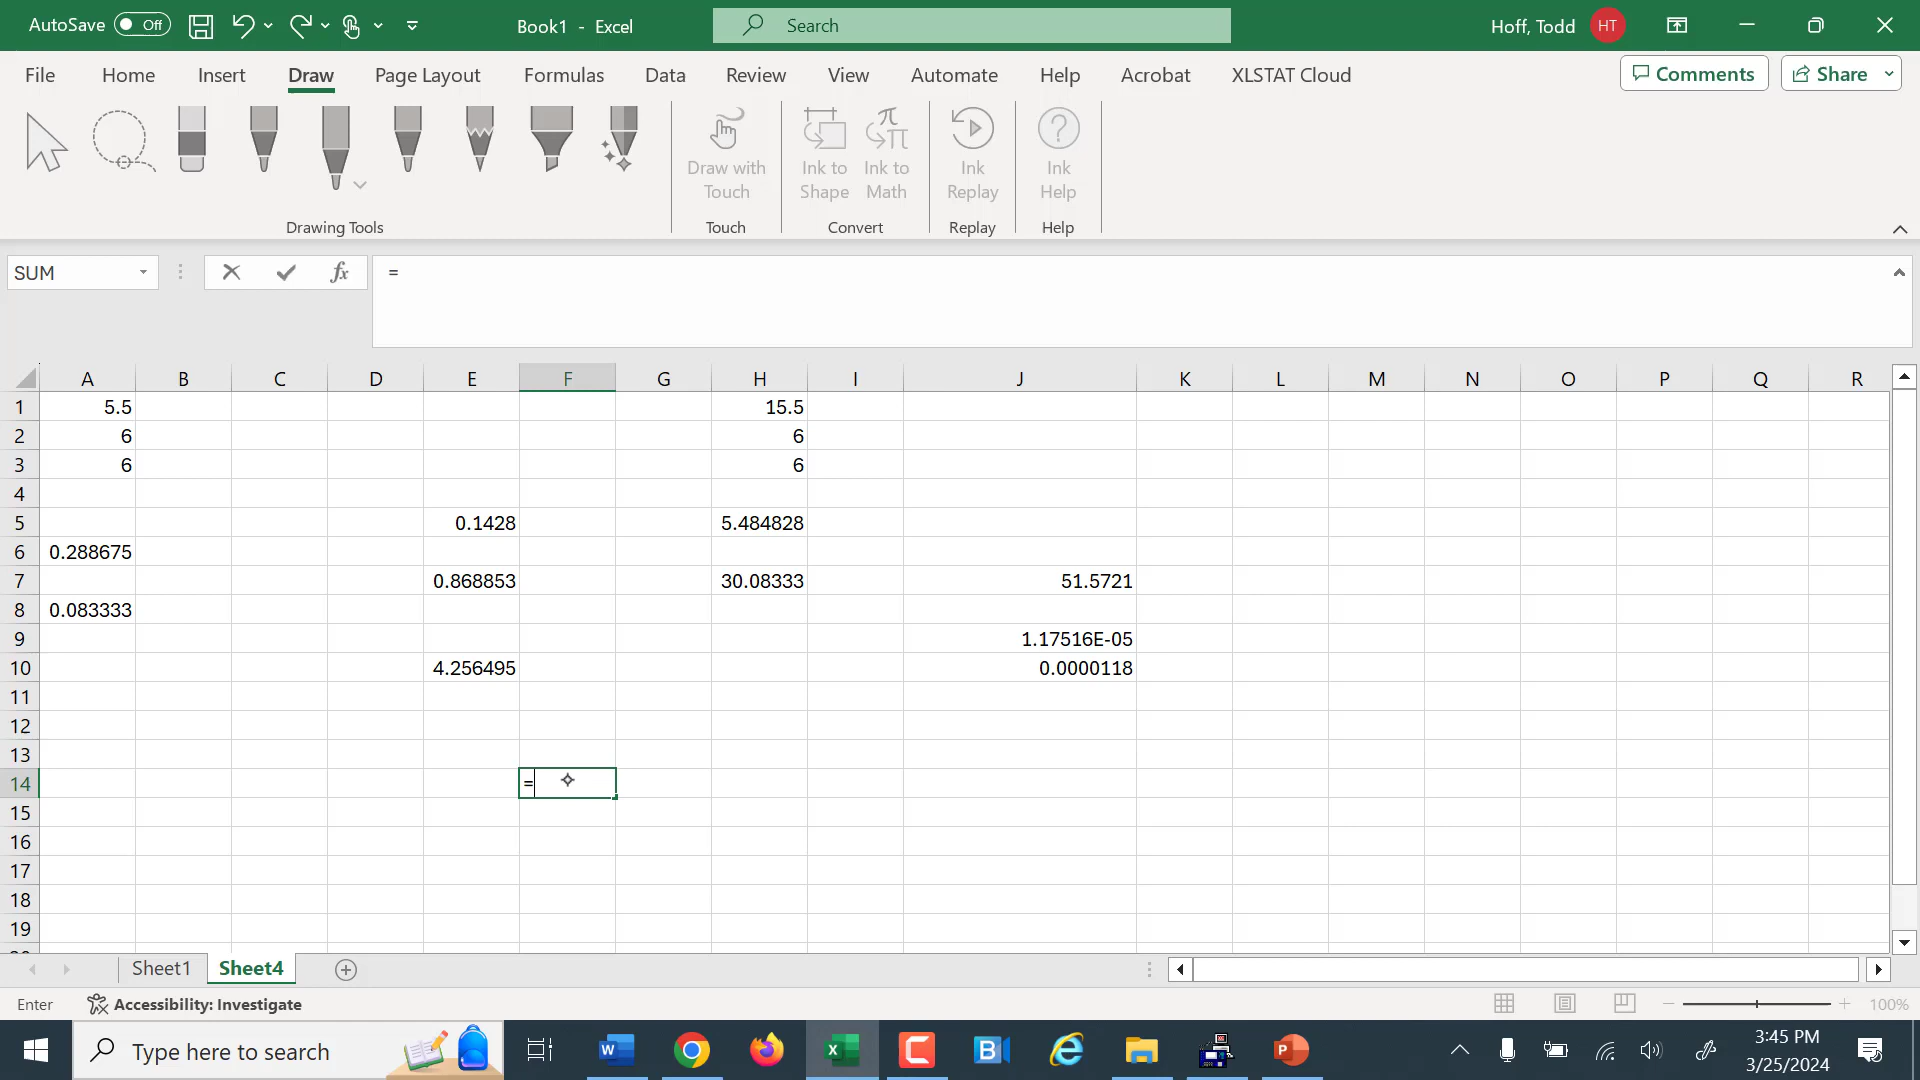 AutoSave Off Book1 - Excel Search Hoff, Todd HT
File Home Insert Draw Page Layout Formulas Data Review View Automate Help Acrobat XLSTAT Cloud Comments Share
Draw with Touch
Ink to Shape
Ink to Math
Ink Replay
Ink Help
Drawing Tools Touch Convert Replay Help
SUM fx =
A B C D E F G H I J K L M N O P Q R
1 5.5 15.5
2 6 6
3 6 6
4
5 0.1428 5.484828
6 0.288675
7 0.868853 30.08333 51.5721
8 0.083333
9 1.17516E-05
10 4.256495 0.0000118
11
12
13
14 =
15
16
17
18
19
Sheet1 Sheet4
Enter Accessibility: Investigate 100%
Type here to search 3:45 PM
3/25/2024